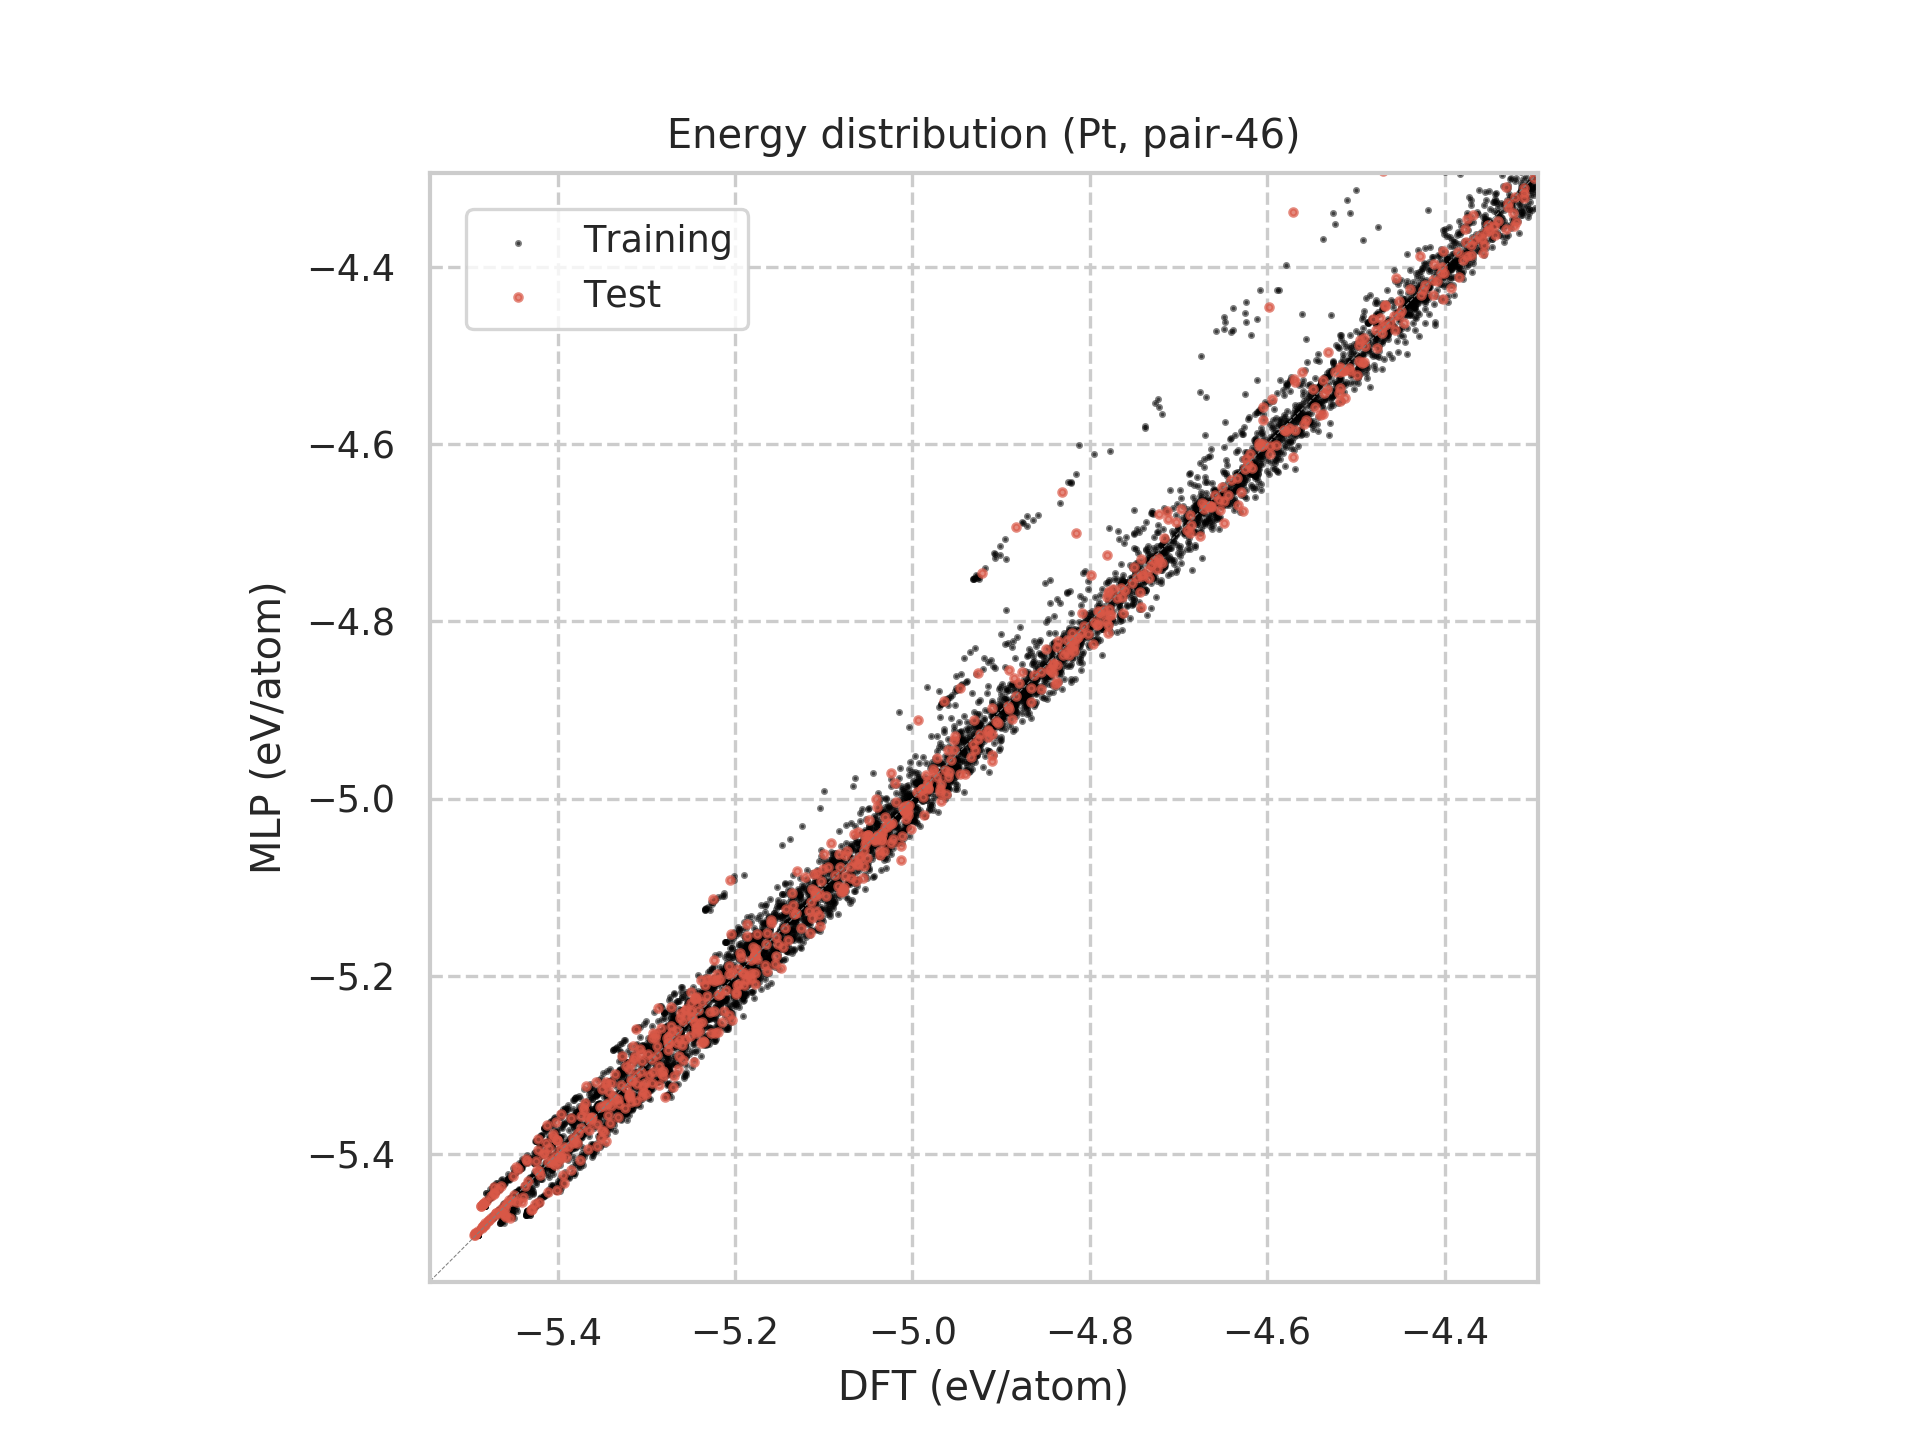 Energy distribution (Pt, pair-46)
Training
Test
MLP (eV/atom)
−4.4
−4.6
−4.8
−5.0
−5.2
−5.4
−5.4
−5.2
−5.0
−4.8
−4.6
−4.4
DFT (eV/atom)